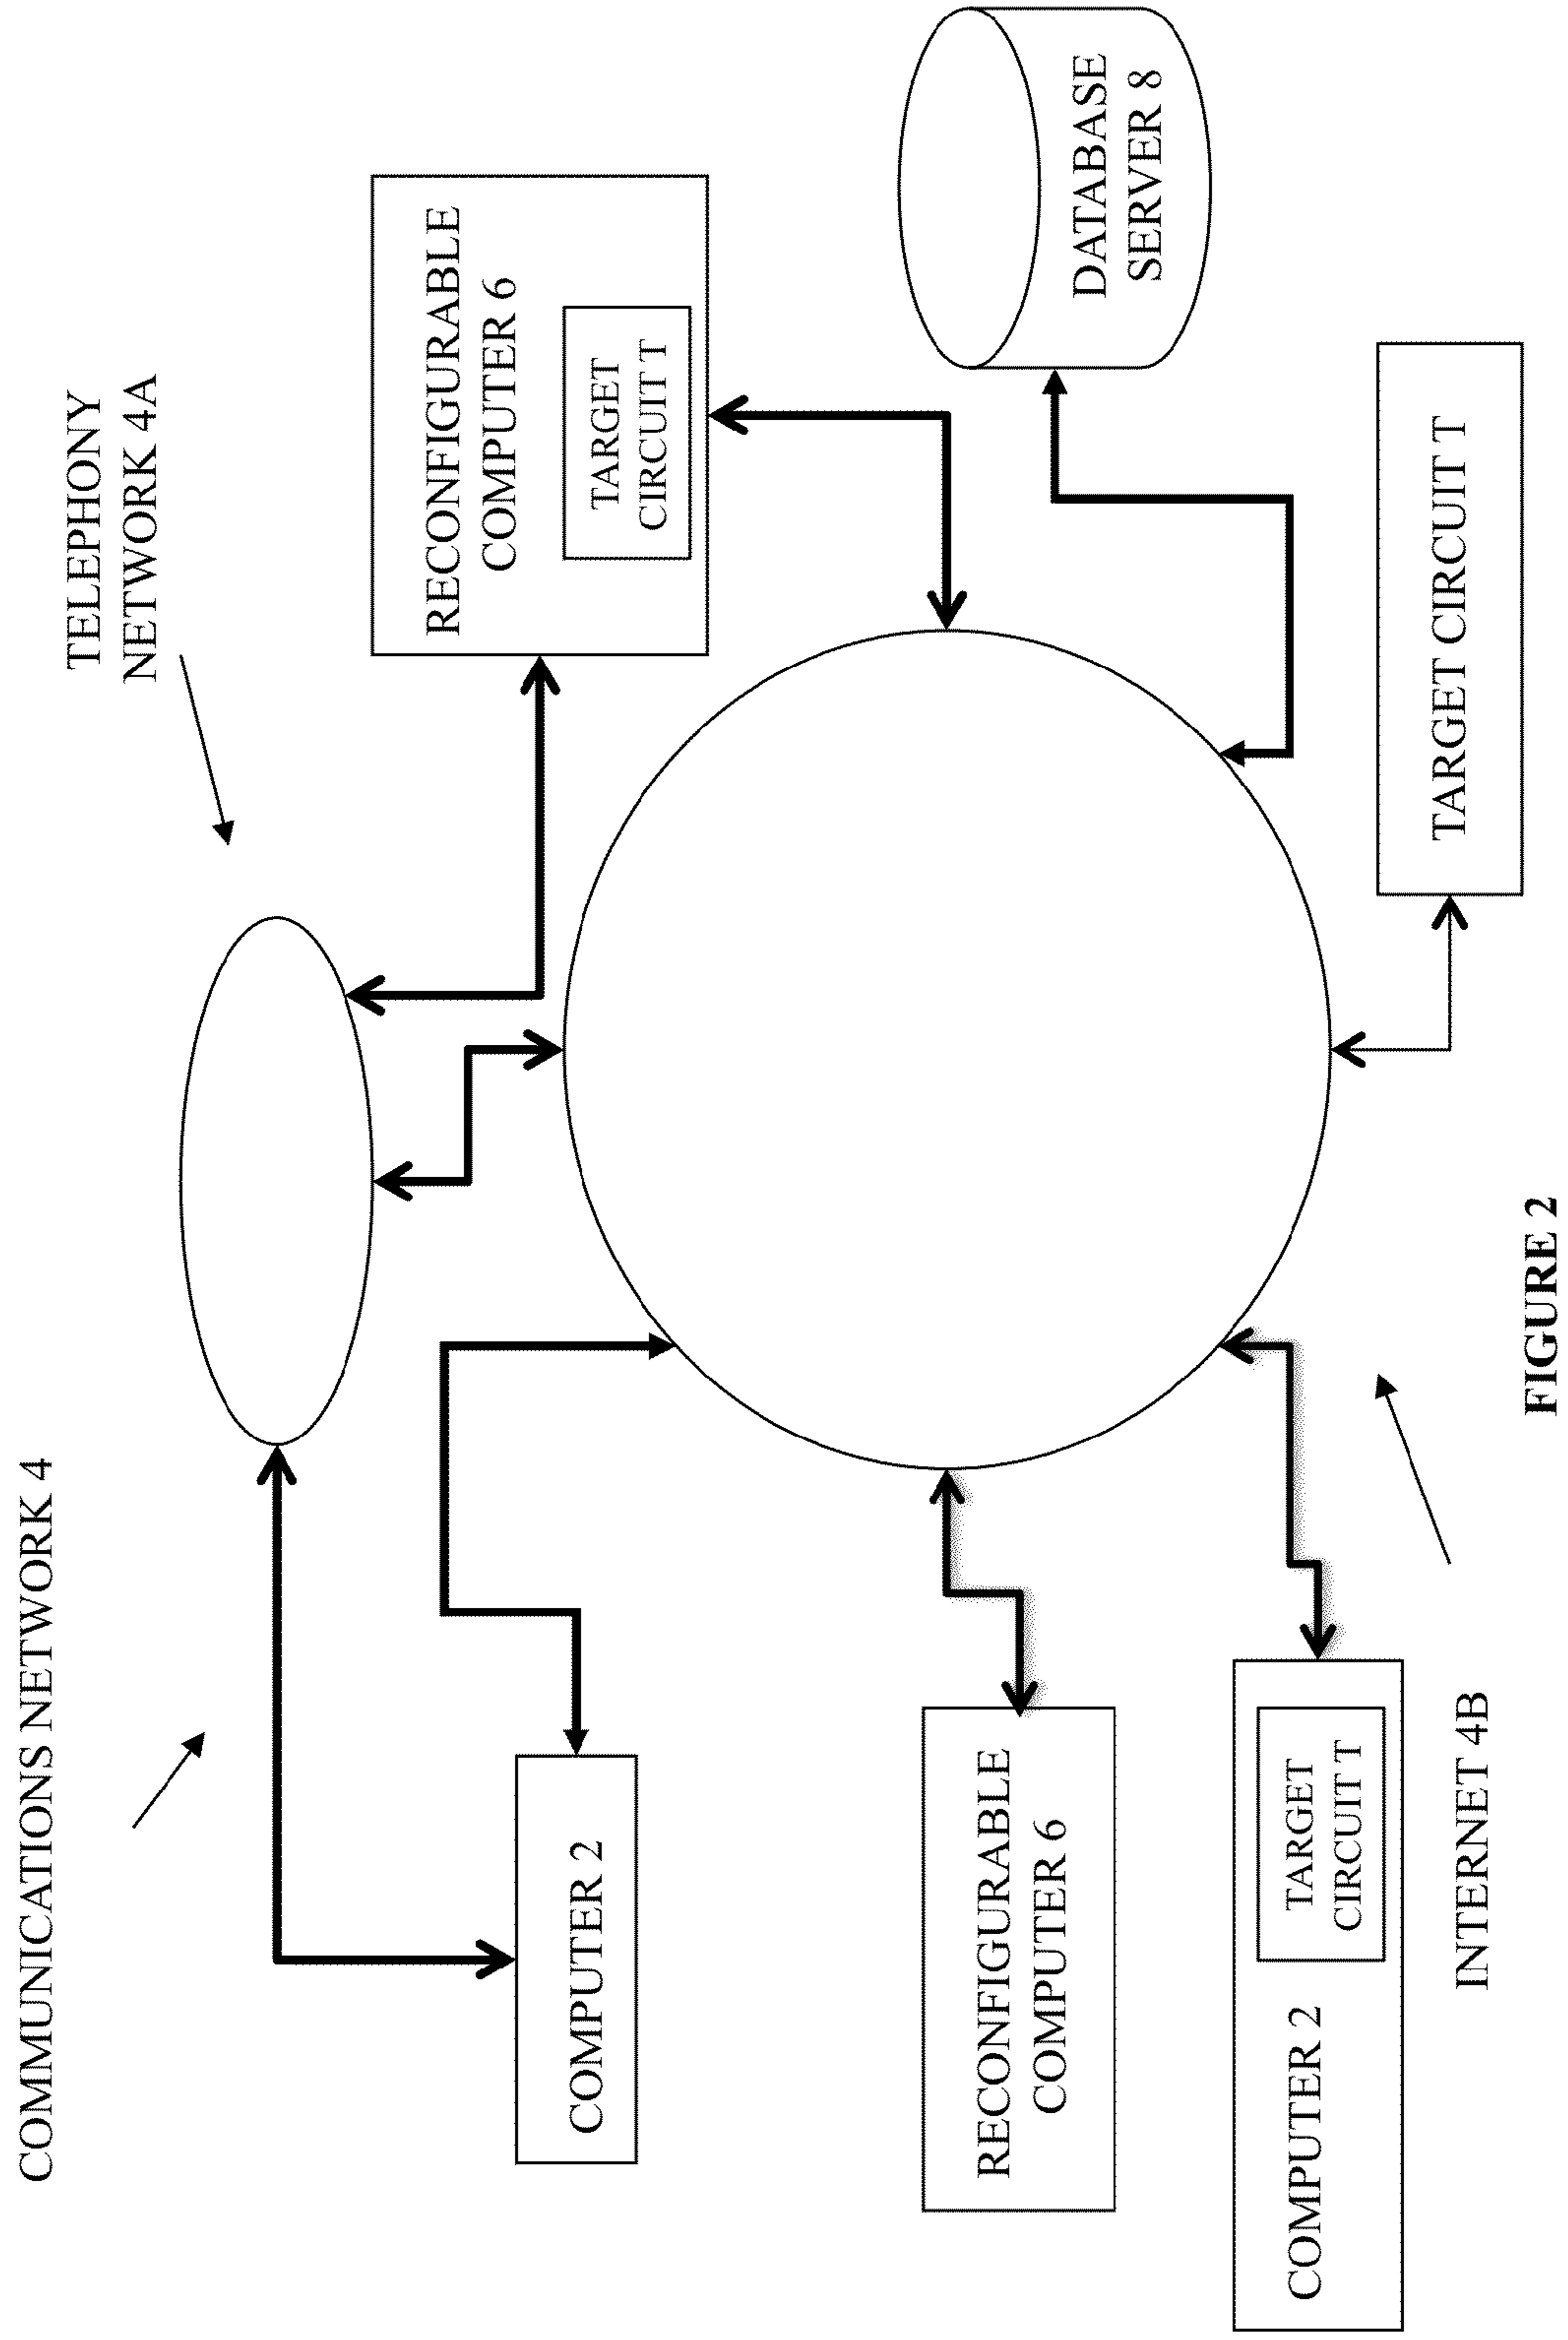 COMMUNICATIONS NETWORK 4
TELEPHONY
NETWORK 4A
COMPUTER 2
RECONFIGURABLE
COMPUTER 6
TARGET
CIRCUIT T
RECONFIGURABLE
COMPUTER 6
DATABASE
SERVER 8
COMPUTER 2
TARGET
CIRCUIT T
TARGET CIRCUIT T
INTERNET 4B
FIGURE 2